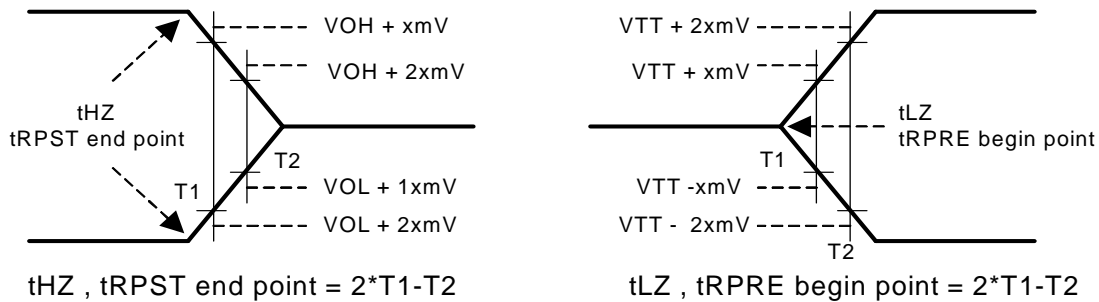 VOH + xmV
VOH + 2xmV
tHZ
tRPST end point
T1
T2
VOL + 1xmV
VOL + 2xmV
tHZ , tRPST end point = 2*T1-T2
VTT + 2xmV
VTT + xmV
tLZ
tRPRE begin point
T1
VTT -xmV
VTT - 2xmV
T2
tLZ , tRPRE begin point = 2*T1-T2